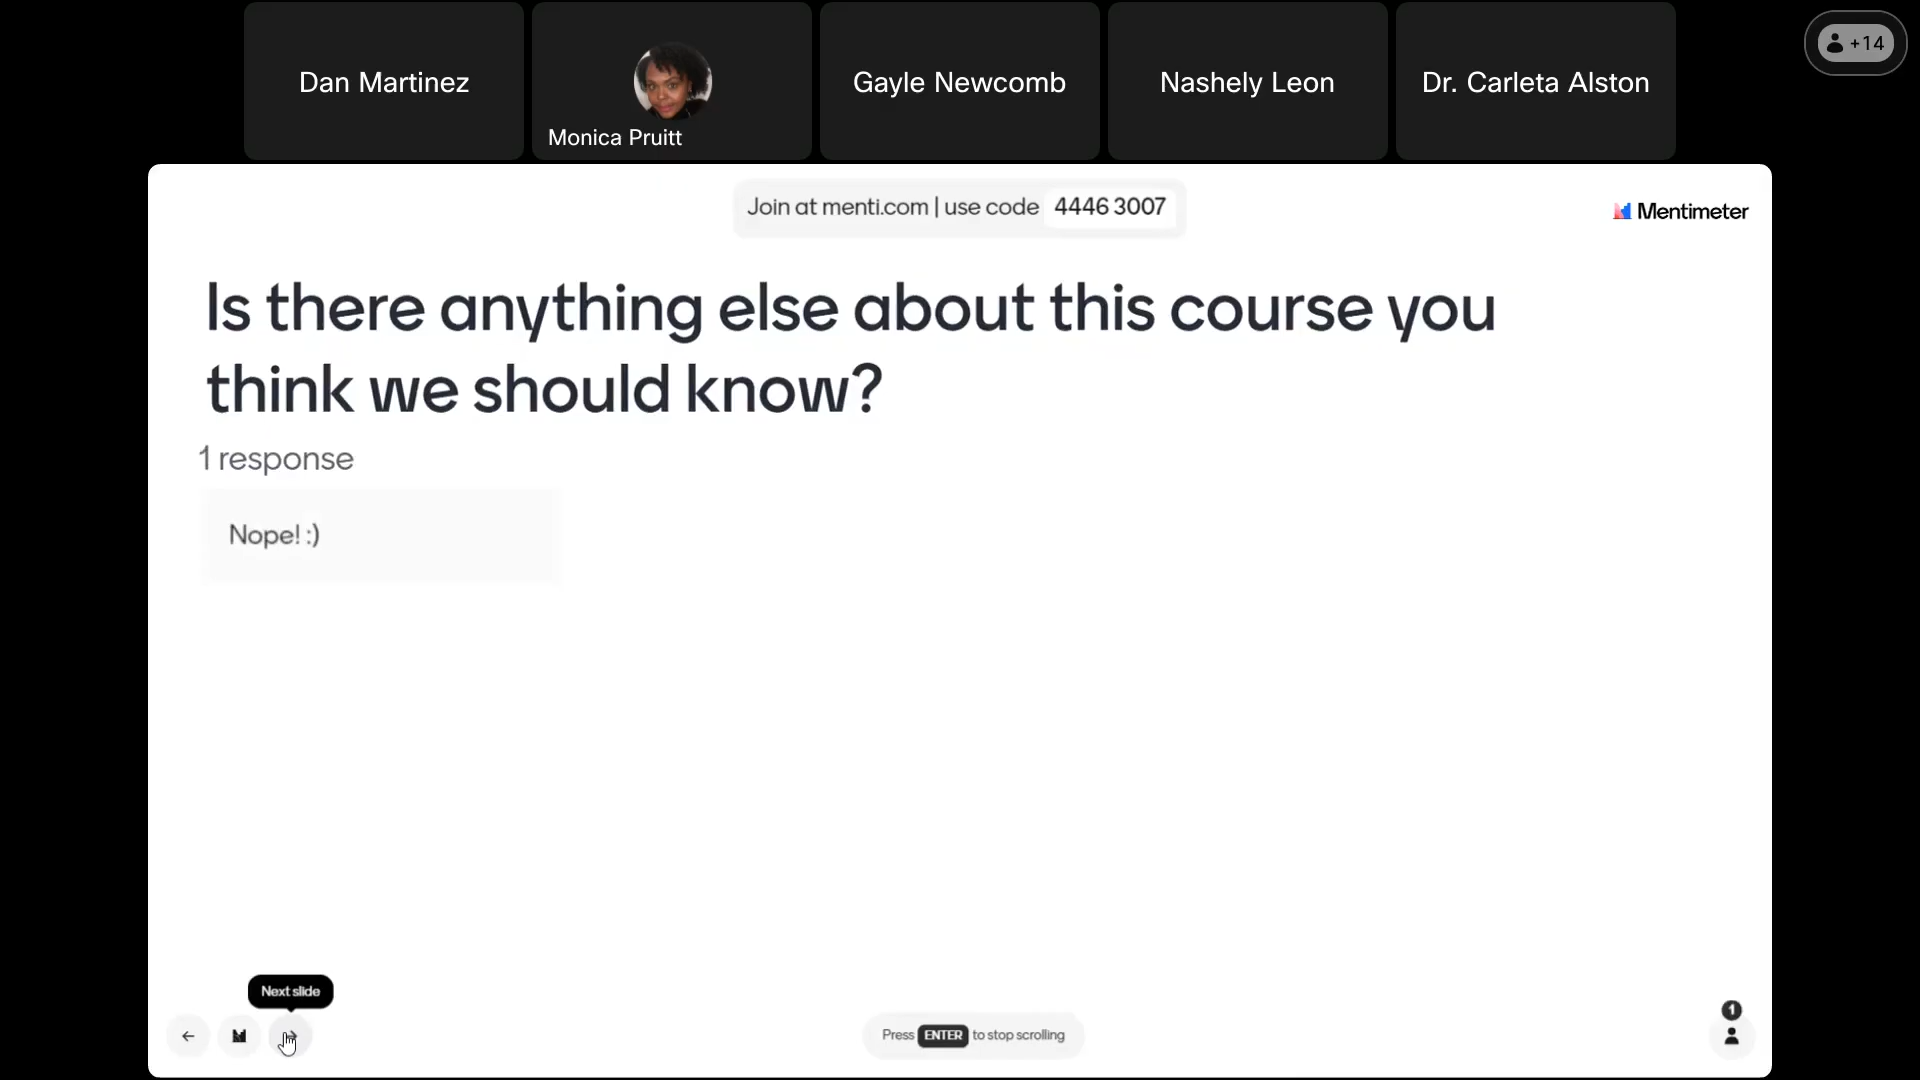 Dan Martinez
Monica Pruitt
Gayle Newcomb
Nashely Leon
Dr. Carleta Alston
+14
Join at menti.com | use code 4446 3007
Mentimeter
Is there anything else about this course you
think we should know?
1 response
Nope! :)
Next slide
Press ENTER to stop scrolling
1